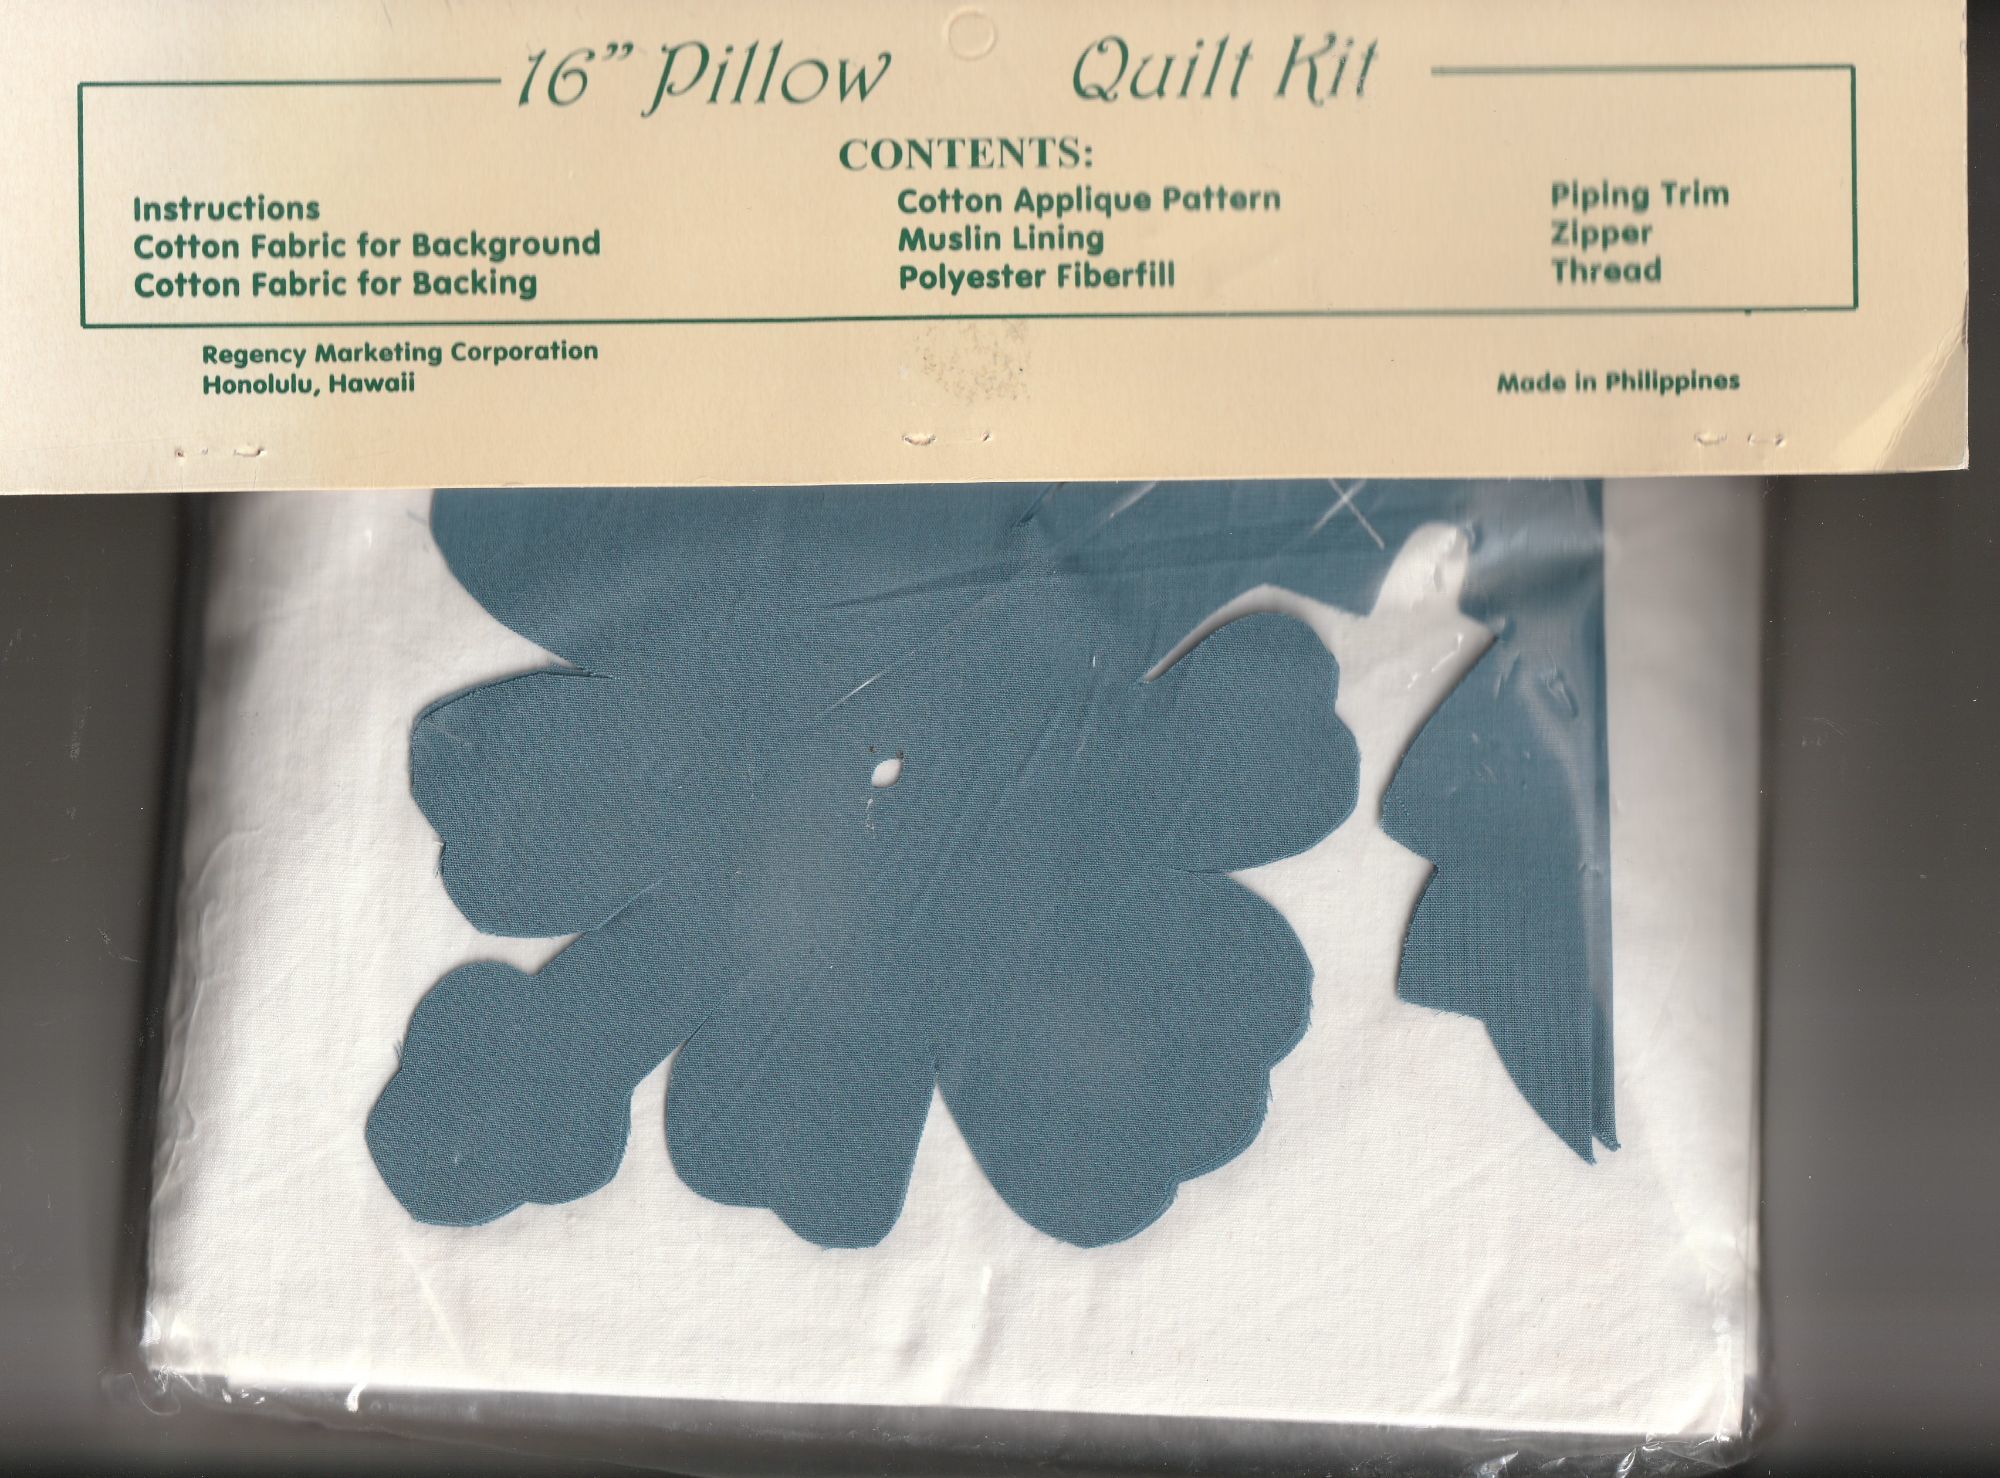 16” Pillow Quilt Kit
CONTENTS:
Instructions
Cotton Fabric for Background
Cotton Fabric for Backing
Cotton Applique Pattern
Muslin Lining
Polyester Fiberfill
Piping Trim
Zipper
Thread
Regency Marketing Corporation
Honolulu, Hawaii
Made in Philippines